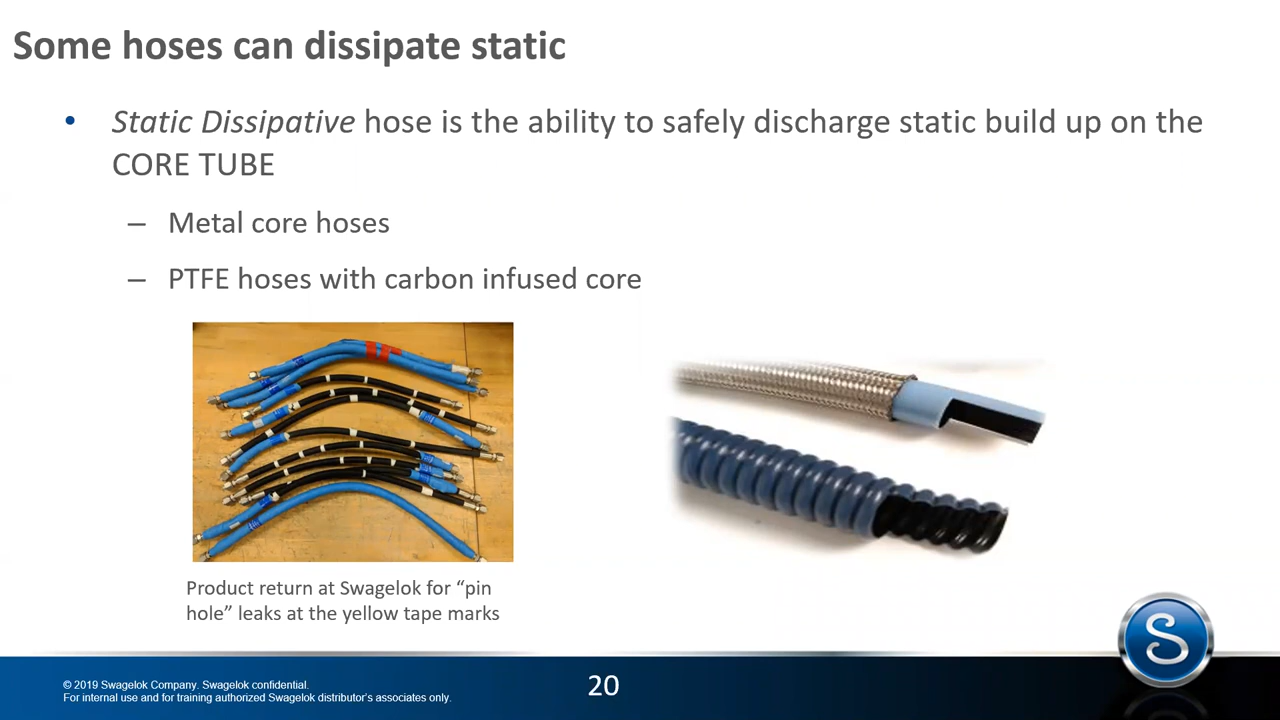 Some hoses can dissipate static
• Static Dissipative hose is the ability to safely discharge static build up on the
CORE TUBE
– Metal core hoses
– PTFE hoses with carbon infused core
Product return at Swagelok for “pin
hole” leaks at the yellow tape marks
S
© 2019 Swagelok Company. Swagelok confidential.
For internal use and for training authorized Swagelok distributor’s associates only.
20